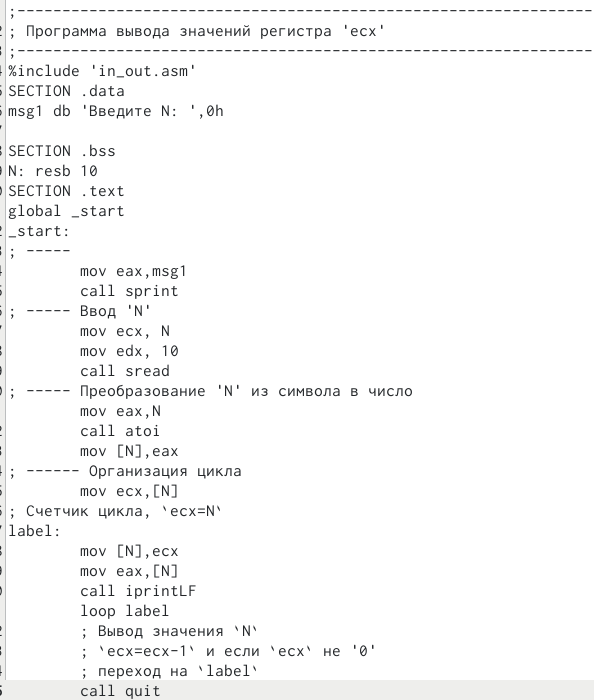 ;----------------------------------------------------------------
; Программа вывода значений регистра 'ecx'
;----------------------------------------------------------------
%include 'in_out.asm'
SECTION .data
msg1 db 'Введите N: ',0h
SECTION .bss
N: resb 10
SECTION .text
global _start
_start:
; -----
mov eax,msg1
call sprint
; ----- Ввод 'N'
mov ecx, N
mov edx, 10
call sread
; ----- Преобразование 'N' из символа в число
mov eax,N
call atoi
mov [N],eax
; ------ Организация цикла
mov ecx,[N]
; Счетчик цикла, `ecx=N`
label:
mov [N],ecx
mov eax,[N]
call iprintLF
loop label
; Вывод значения `N`
; `ecx=ecx-1` и если `ecx` не '0'
; переход на `label`
call quit